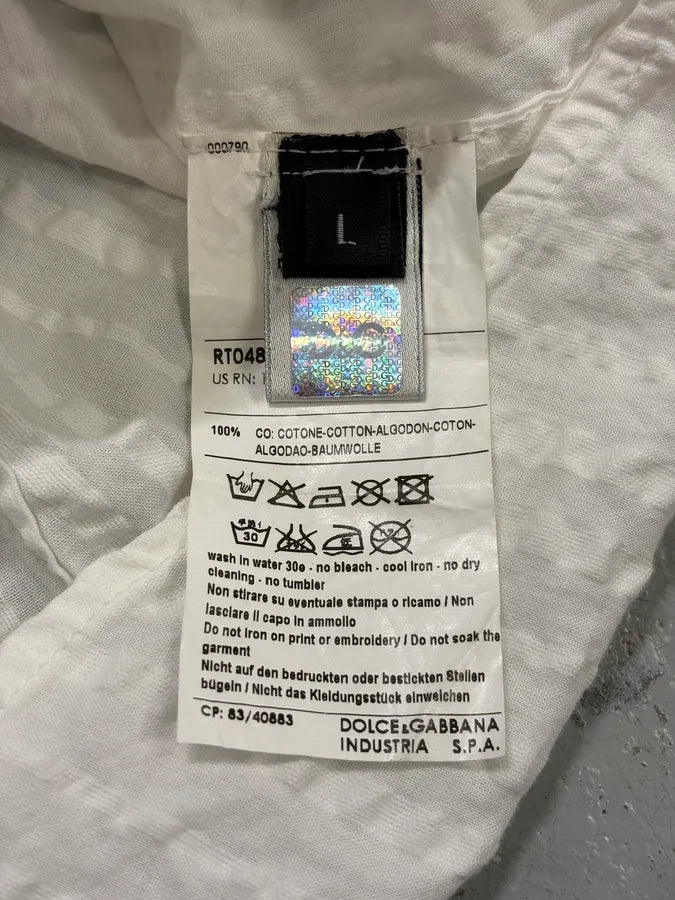 000790
L
D&G
RT048
US RN: 1
100% CO: COTONE-COTTON-ALGODON-COTON-
ALGODAO-BAUMWOLLE
30
wash in water 30e - no bleach - cool iron - no dry
cleaning - no tumbler
Non stirare su eventuale stampa o ricamo / Non
lasciare il capo in ammollo
Do not iron on print or embroidery / Do not soak the
garment
Nicht auf den bedruckten oder bestickten Stellen
bügeln / Nicht das Kleidungsstück einweichen
CP: 83/40883 DOLCE&GABBANA
INDUSTRIA S.P.A.